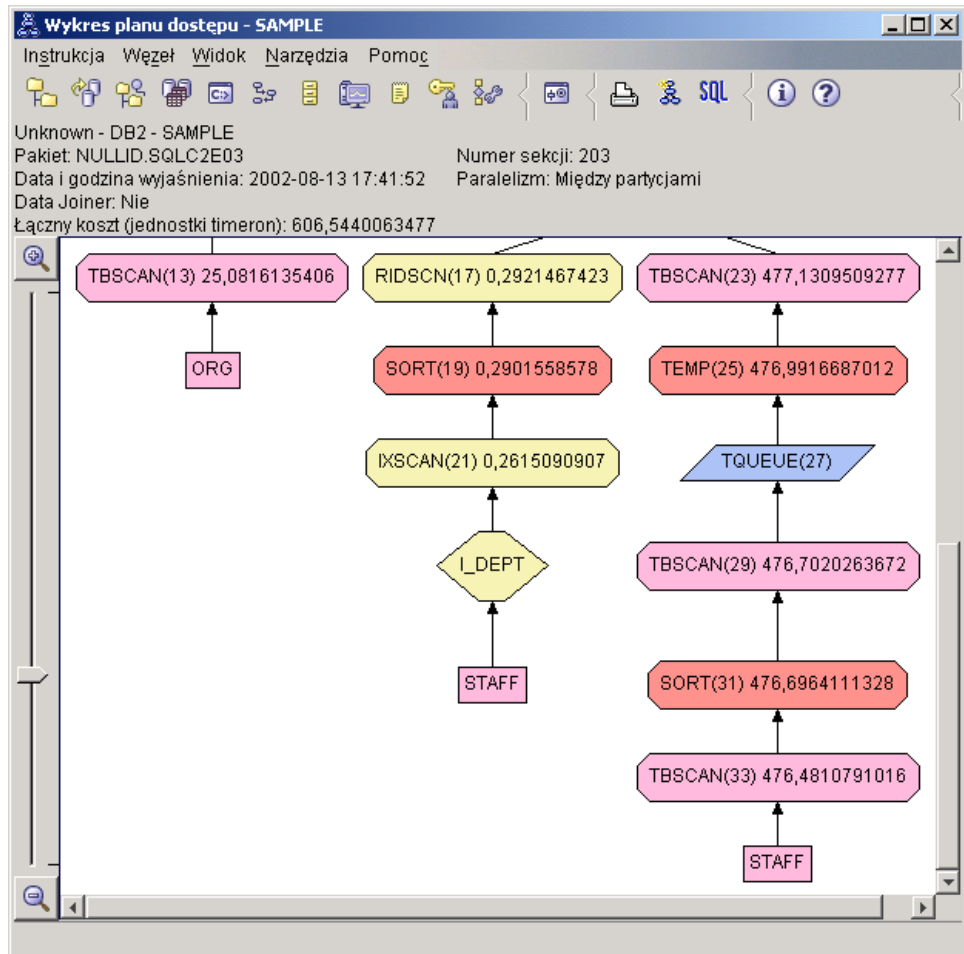 Wykres planu dostępu - SAMPLE
Instrukcja Węzeł Widok Narzędzia Pomoc
C:> SQL i ?
Unknown - DB2 - SAMPLE
Pakiet: NULLID.SQLC2E03 Numer sekcji: 203
Data i godzina wyjaśnienia: 2002-08-13 17:41:52 Paralelizm: Między partycjami
Data Joiner: Nie
Łączny koszt (jednostki timeron): 606,5440063477
TBSCAN(13) 25,0816135406 RIDSCN(17) 0,2921467423 TBSCAN(23) 477,1309509277
ORG SORT(19) 0,2901558578 TEMP(25) 476,9916687012
IXSCAN(21) 0,2615090907 TQUEUE(27)
I_DEPT TBSCAN(29) 476,7020263672
STAFF SORT(31) 476,6964111328
TBSCAN(33) 476,4810791016
STAFF